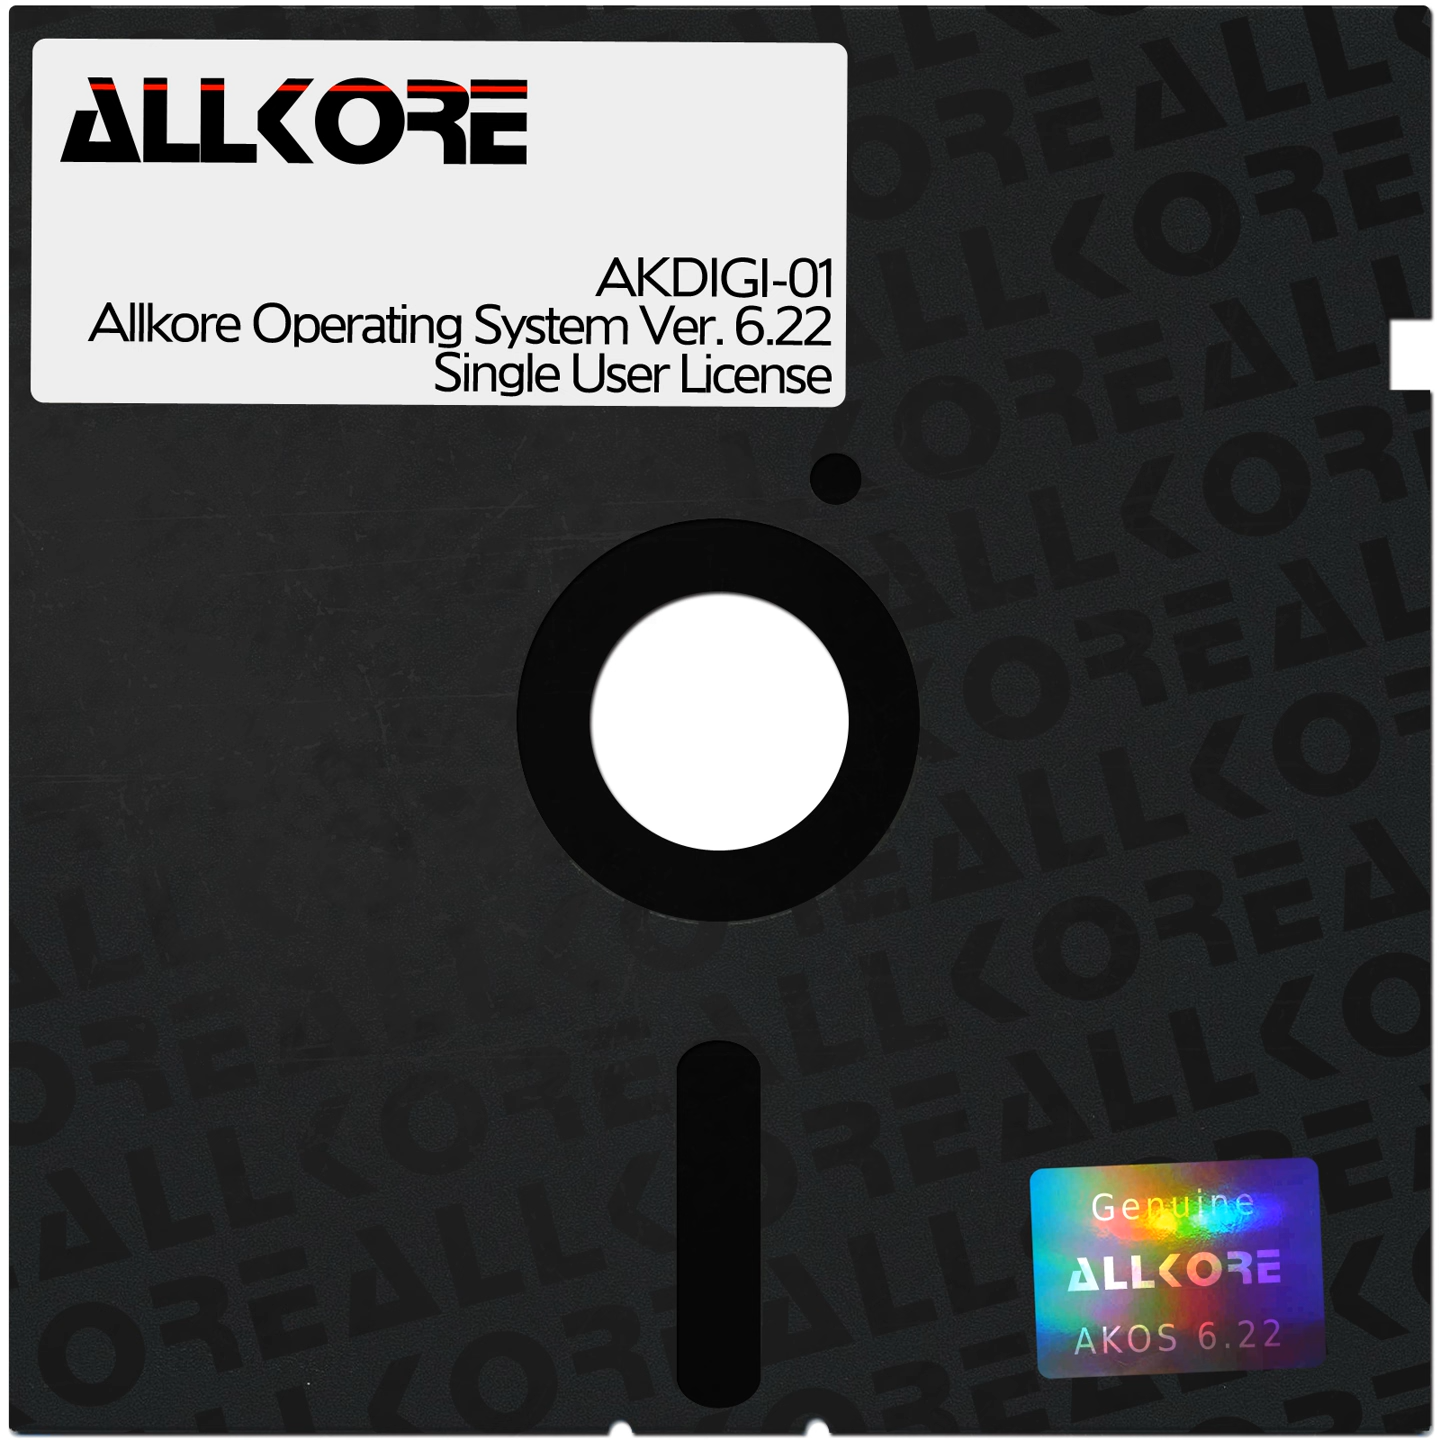 ALLKORE
AKDIGI-01
Allkore Operating System Ver. 6.22
Single User License
Genuine
ALLKORE
AKOS 6.22